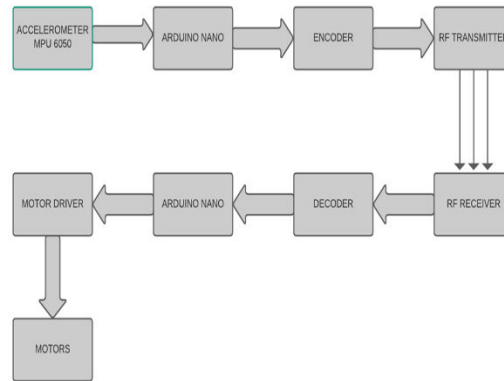 ACCELEROMETER
MPU 6050
ARDUINO NANO
ENCODER
RF TRANSMITTER
MOTOR DRIVER
ARDUINO NANO
DECODER
RF RECEIVER
MOTORS